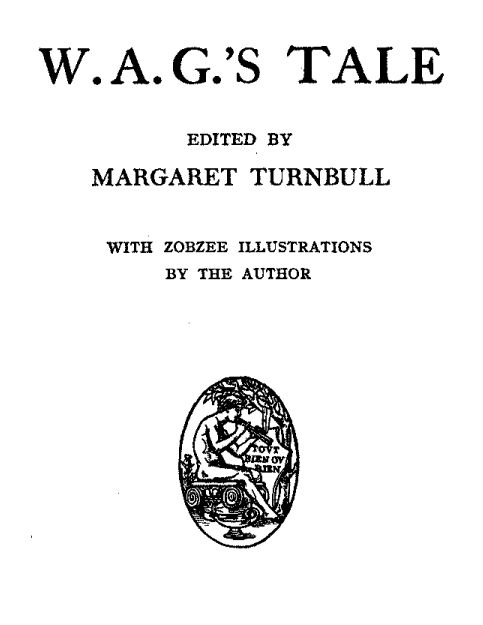 W.A.G.'S TALE
EDITED BY
MARGARET TURNBULL
WITH ZOBZEE ILLUSTRATIONS
BY THE AUTHOR
TOVT
BIEN OV
RIEN